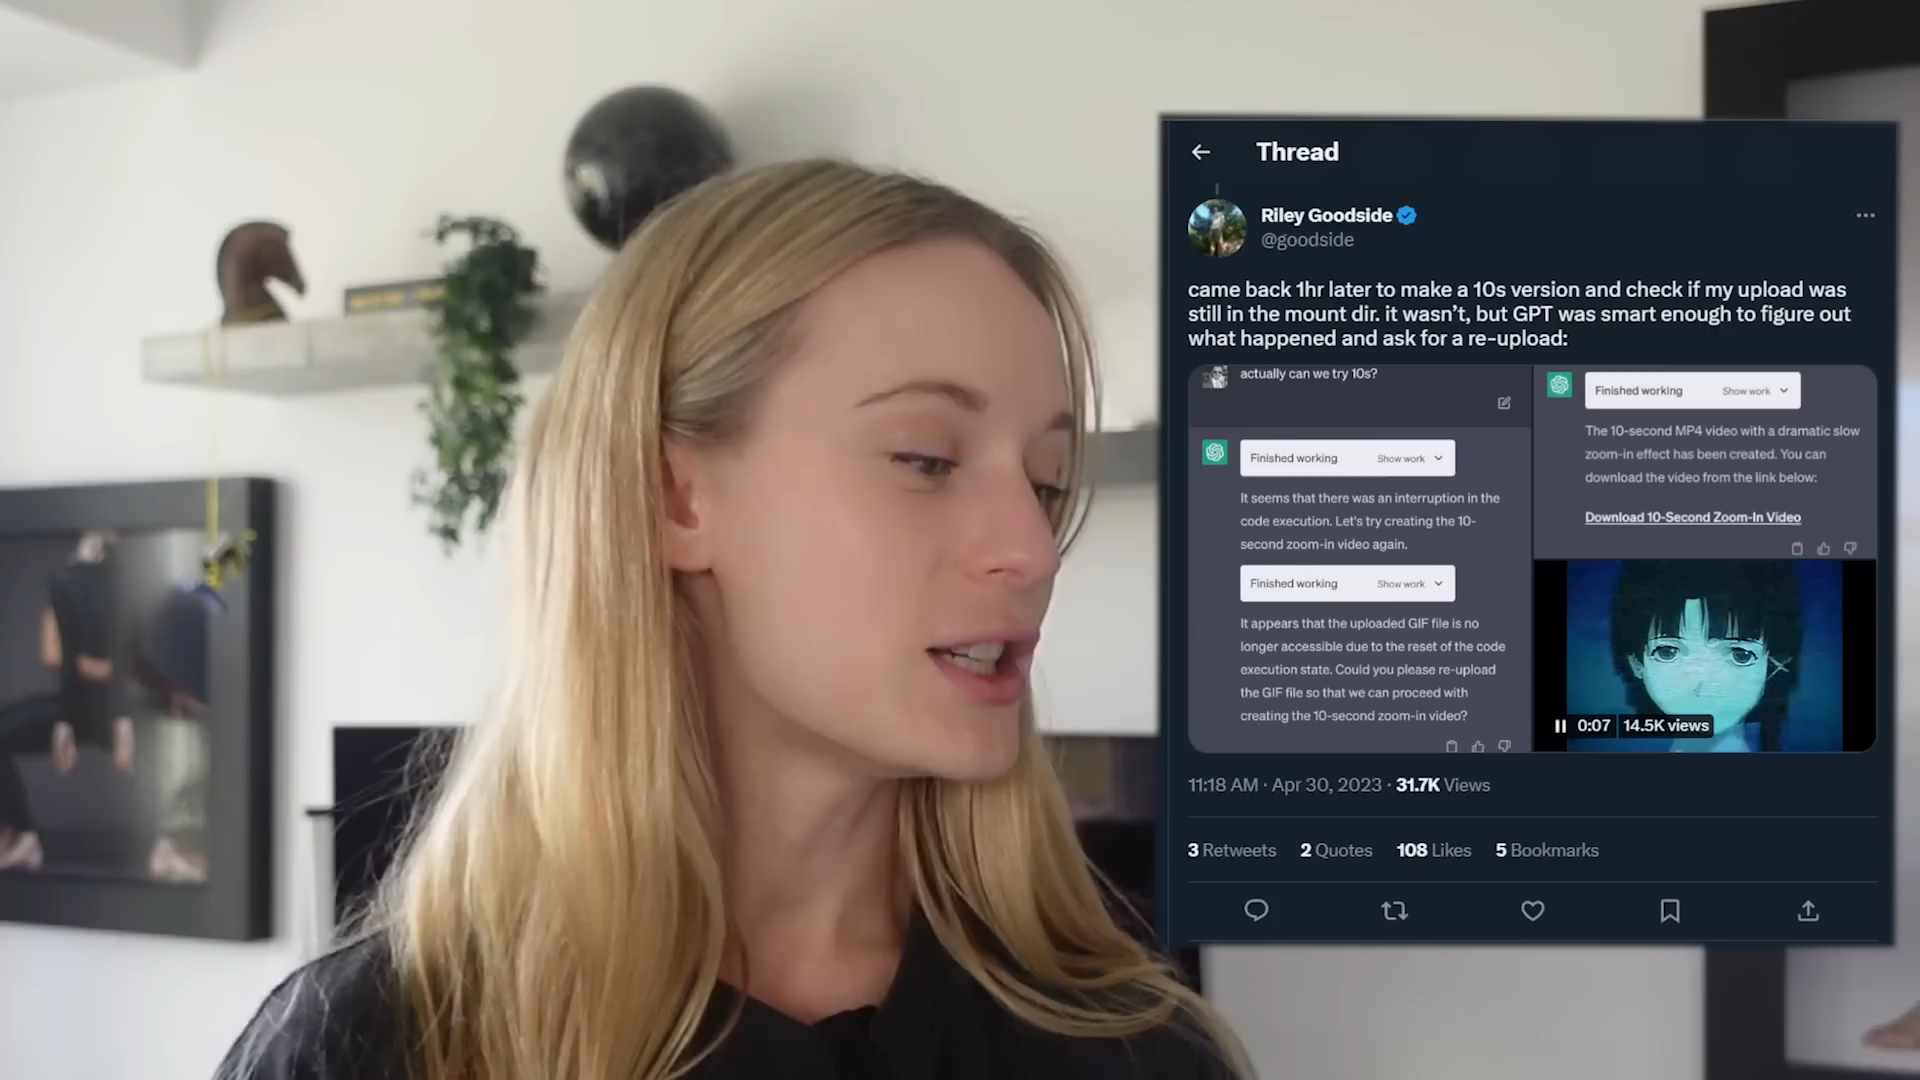 Thread
Riley Goodside
@goodside
came back 1hr later to make a 10s version and check if my upload was
still in the mount dir. it wasn’t, but GPT was smart enough to figure out
what happened and ask for a re-upload:
actually can we try 10s?
Finished working Show work
It seems that there was an interruption in the
code execution. Let's try creating the 10-
second zoom-in video again.
Finished working Show work
It appears that the uploaded GIF file is no
longer accessible due to the reset of the code
execution state. Could you please re-upload
the GIF file so that we can proceed with
creating the 10-second zoom-in video?
Finished working Show work
The 10-second MP4 video with a dramatic slow
zoom-in effect has been created. You can
download the video from the link below:
Download 10-Second Zoom-In Video
0:07 14.5K views
11:18 AM · Apr 30, 2023 · 31.7K Views
3 Retweets 2 Quotes 108 Likes 5 Bookmarks